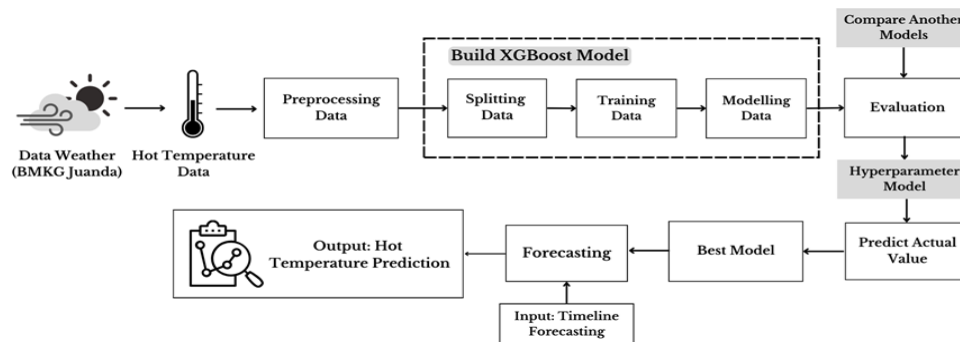 Compare Another
Models
Build XGBoost Model
Preprocessing
Data
Splitting
Data
Training
Data
Modelling
Data
Evaluation
Data Weather
(BMKG Juanda)
Hot Temperature
Data
Hyperparameter
Model
Output: Hot
Temperature Prediction
Forecasting
Best Model
Predict Actual
Value
Input: Timeline
Forecasting